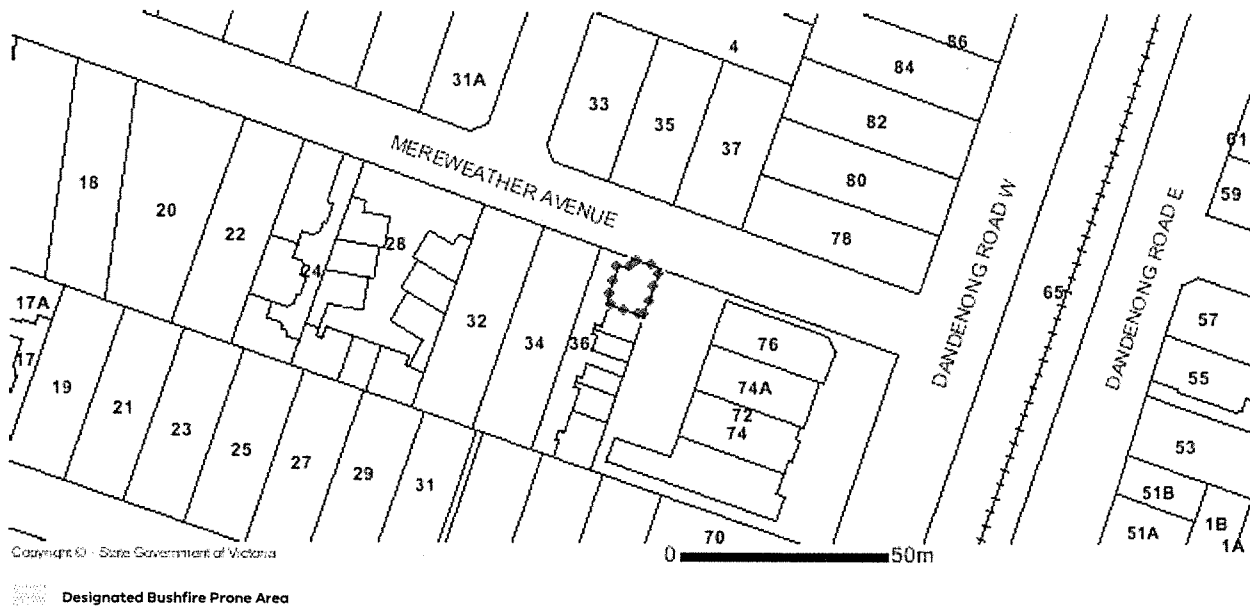 86
4
84
31A
33
35
82
37
61
MEREWEATHER AVENUE
18
80
59
20
22
28
78
24
65
DANDENONG ROAD W
DANDENONG ROAD E
17A
57
32
34
36
76
17
19
74A
55
21
72
74
23
25
53
27
29
31
51B
1B
51A
1A
70
Copyright © - State Government of Victoria
0 50m
Designated Bushfire Prone Area